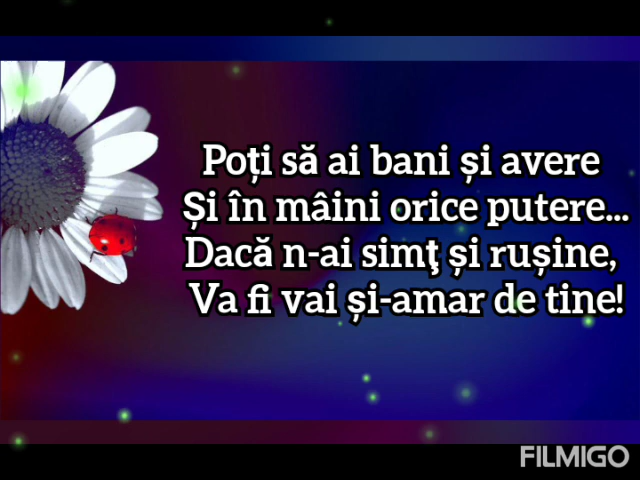 Poți să ai bani și avere
Și în mâini orice putere...
Dacă n-ai simţ și rușine,
Va fi vai și-amar de tine!
FILMIGO